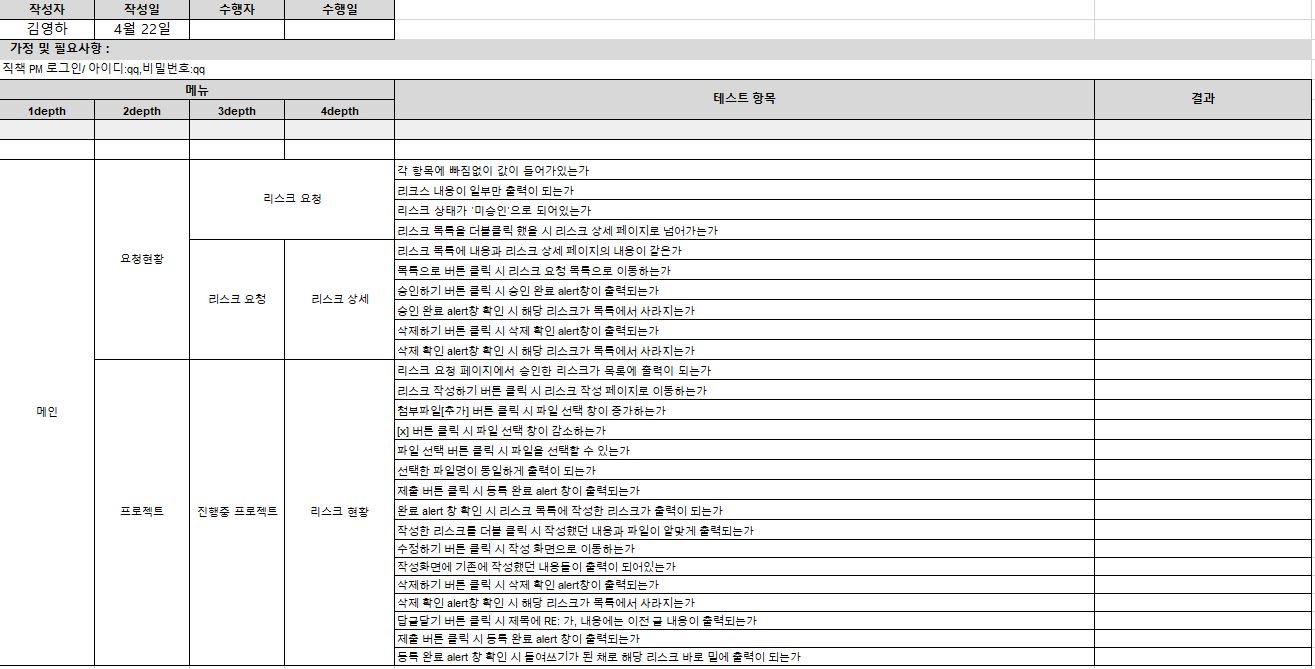 작성자 작성일 수행자 수행일
김영하 4월 22일
가정 및 필요사항 :
직책 PM 로그인/ 아이디:qq,비밀번호:qq
메뉴 테스트 항목 결과
1depth 2depth 3depth 4depth
메인
요청현황
리스크 요청
각 항목에 빠짐없이 값이 들어가있는가
리크스 내용이 일부만 출력이 되는가
리스크 상태가 '미승인'으로 되어있는가
리스크 목록을 더블클릭 했을 시 리스크 상세 페이지로 넘어가는가
리스크 요청 리스크 상세
리스크 목록에 내용과 리스크 상세 페이지의 내용이 같은가
목록으로 버튼 클릭 시 리스크 요청 목록으로 이동하는가
승인하기 버튼 클릭 시 승인 완료 alert창이 출력되는가
승인 완료 alert창 확인 시 해당 리스크가 목록에서 사라지는가
삭제하기 버튼 클릭 시 삭제 확인 alert창이 출력되는가
삭제 확인 alert창 확인 시 해당 리스크가 목록에서 사라지는가
프로젝트 진행중 프로젝트 리스크 현황
리스크 요청 페이지에서 승인한 리스크가 목록에 출력이 되는가
리스크 작성하기 버튼 클릭 시 리스크 작성 페이지로 이동하는가
첨부파일[추가] 버튼 클릭 시 파일 선택 창이 증가하는가
[x] 버튼 클릭 시 파일 선택 창이 감소하는가
파일 선택 버튼 클릭 시 파일을 선택할 수 있는가
선택한 파일명이 동일하게 출력이 되는가
제출 버튼 클릭 시 등록 완료 alert 창이 출력되는가
완료 alert 창 확인 시 리스크 목록에 작성한 리스크가 출력이 되는가
작성한 리스크를 더블 클릭 시 작성했던 내용과 파일이 알맞게 출력되는가
수정하기 버튼 클릭 시 작성 화면으로 이동하는가
작성화면에 기존에 작성했던 내용들이 출력이 되어있는가
삭제하기 버튼 클릭 시 삭제 확인 alert창이 출력되는가
삭제 확인 alert창 확인 시 해당 리스크가 목록에서 사라지는가
답글달기 버튼 클릭 시 제목에 RE: 가, 내용에는 이전 글 내용이 출력되는가
제출 버튼 클릭 시 등록 완료 alert 창이 출력되는가
등록 완료 alert 창 확인 시 들여쓰기가 된 채로 해당 리스크 바로 밑에 출력이 되는가